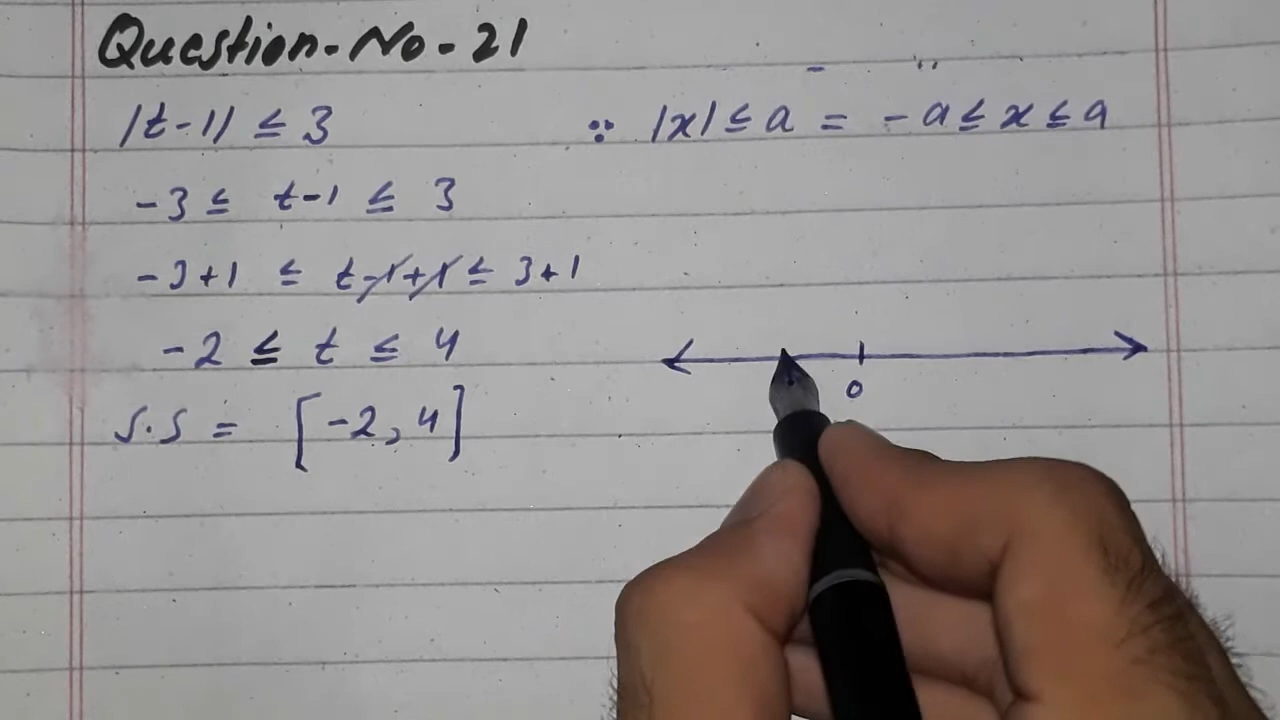 Question-No-21
|t-1| ≤ 3
∵ |x| ≤ a = -a ≤ x ≤ a
-3 ≤ t-1 ≤ 3
-3+1 ≤ t-1+1 ≤ 3+1
-2 ≤ t ≤ 4
0
S.S = [-2, 4]